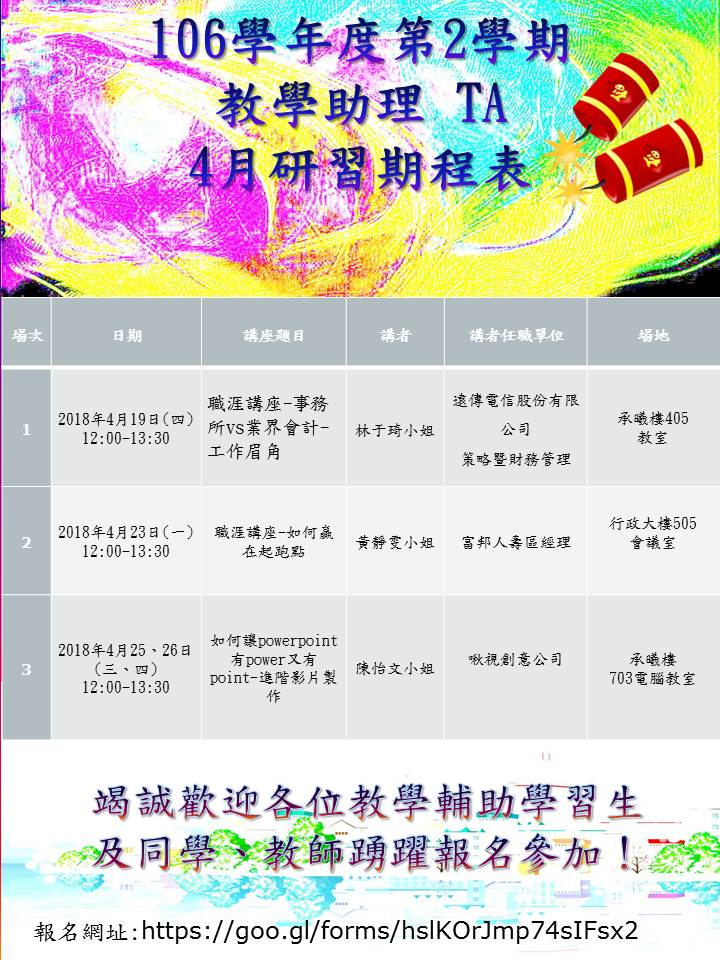 106學年度第2學期
教學助理 TA
4月研習期程表
場次 日期 講座題目 講者 講者任職單位 場地
1
2018年4月19日(四)
12:00-13:30
職涯講座-事務
所vs業界會計-
工作眉角
林于琦小姐
遠傳電信股份有限
公司
策略暨財務管理
承曦樓405
教室
2
2018年4月23日(一)
12:00-13:30
職涯講座-如何贏
在起跑點
黃靜雯小姐
富邦人壽區經理
行政大樓505
會議室
3
2018年4月25、26日
(三、四)
12:00-13:30
如何讓powerpoint
有power又有
point-進階影片製
作
陳怡文小姐
啾視創意公司
承曦樓
703電腦教室
竭誠歡迎各位教學輔助學習生
及同學、教師踴躍報名參加！
報名網址:https://goo.gl/forms/hslKOrJmp74sIFsx2